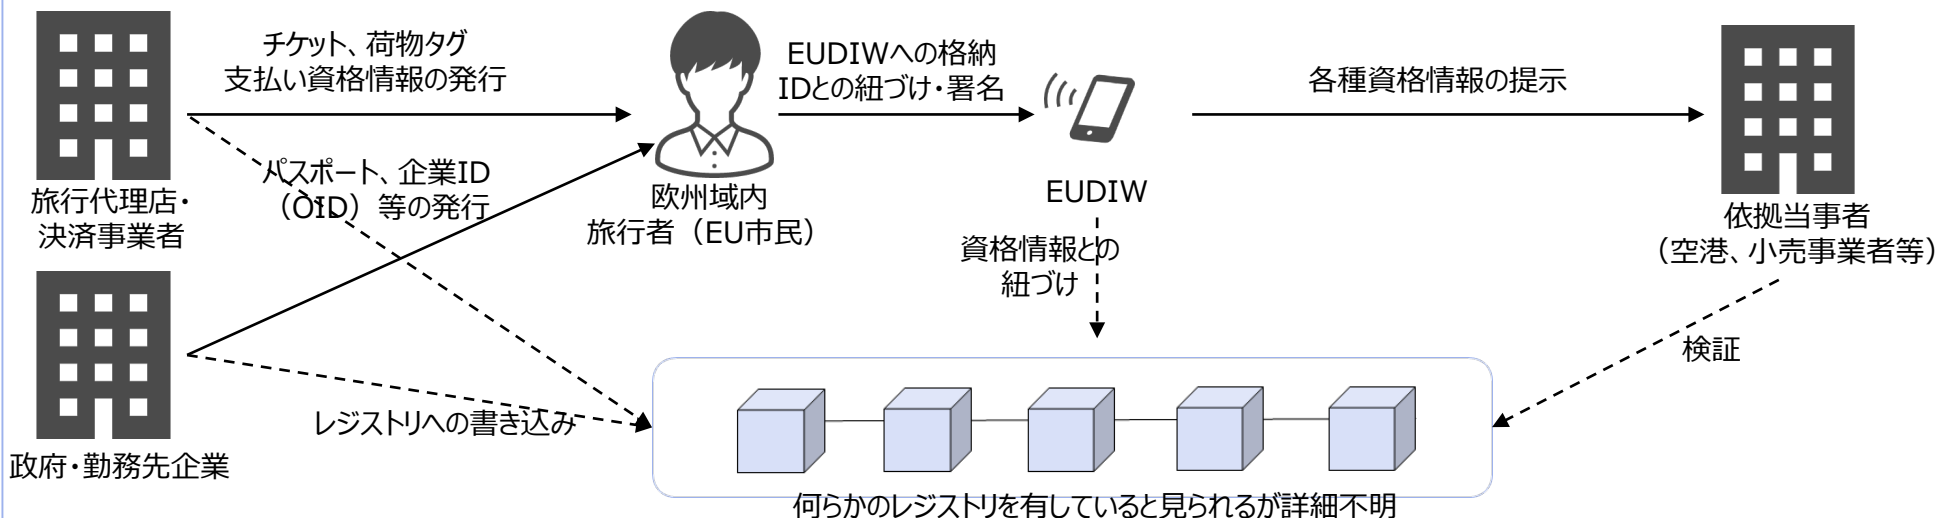 チケット、荷物タグ
支払い資格情報の発行
EUDIWへの格納
IDとの紐づけ・署名
各種資格情報の提示
パスポート、企業ID
（OID）等の発行
旅行代理店・
決済事業者
欧州域内
旅行者（EU市民）
EUDIW
依拠当事者
（空港、小売事業者等）
資格情報との
紐づけ
検証
レジストリへの書き込み
政府・勤務先企業
何らかのレジストリを有していると見られるが詳細不明